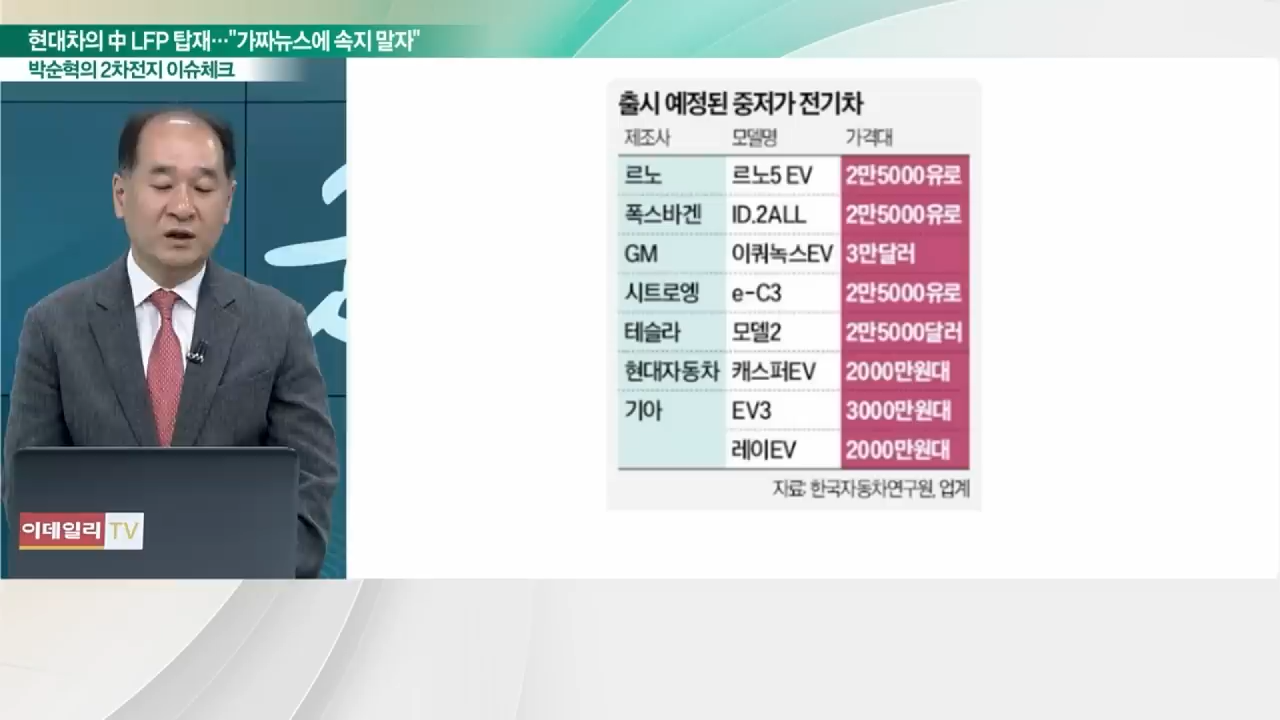 현대차의 中 LFP 탑재…"가짜뉴스에 속지 말자"
박순혁의 2차전지 이슈체크
출시 예정된 중저가 전기차
제조사 모델명 가격대
르노 르노5 EV 2만5000유로
폭스바겐 ID.2ALL 2만5000유로
GM 이쿼녹스EV 3만달러
시트로엥 e-C3 2만5000유로
테슬라 모델2 2만5000달러
현대자동차 캐스퍼EV 2000만원대
기아 EV3 3000만원대
레이EV 2000만원대
자료: 한국자동차연구원, 업계
이데일리 TV